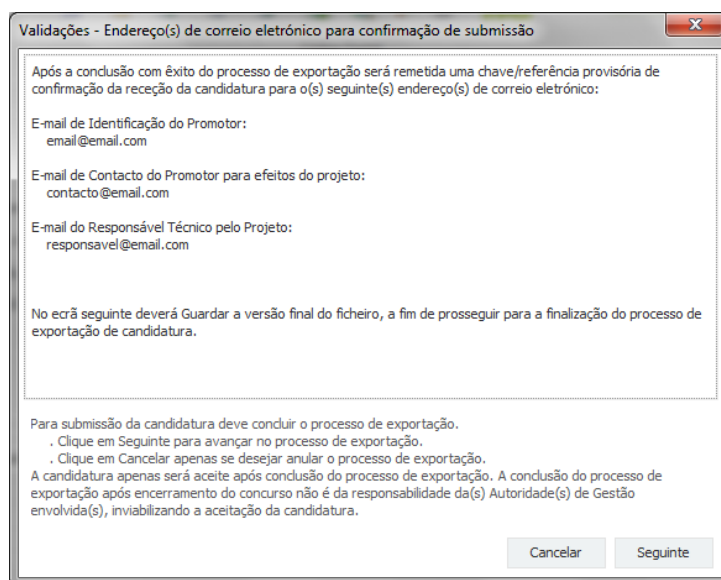 Validações - Endereço(s) de correio eletrónico para confirmação de submissão
Após a conclusão com êxito do processo de exportação será remetida uma chave/referência provisória de
confirmação da receção da candidatura para o(s) seguinte(s) endereço(s) de correio eletrónico:
E-mail de Identificação do Promotor:
email@email.com
E-mail de Contacto do Promotor para efeitos do projeto:
contacto@email.com
E-mail do Responsável Técnico pelo Projeto:
responsavel@email.com
No ecrã seguinte deverá Guardar a versão final do ficheiro, a fim de prosseguir para a finalização do processo de
exportação de candidatura.
Para submissão da candidatura deve concluir o processo de exportação.
. Clique em Seguinte para avançar no processo de exportação.
. Clique em Cancelar apenas se desejar anular o processo de exportação.
A candidatura apenas será aceite após conclusão do processo de exportação. A conclusão do processo de
exportação após encerramento do concurso não é da responsabilidade da(s) Autoridade(s) de Gestão
envolvida(s), inviabilizando a aceitação da candidatura.
Cancelar Seguinte